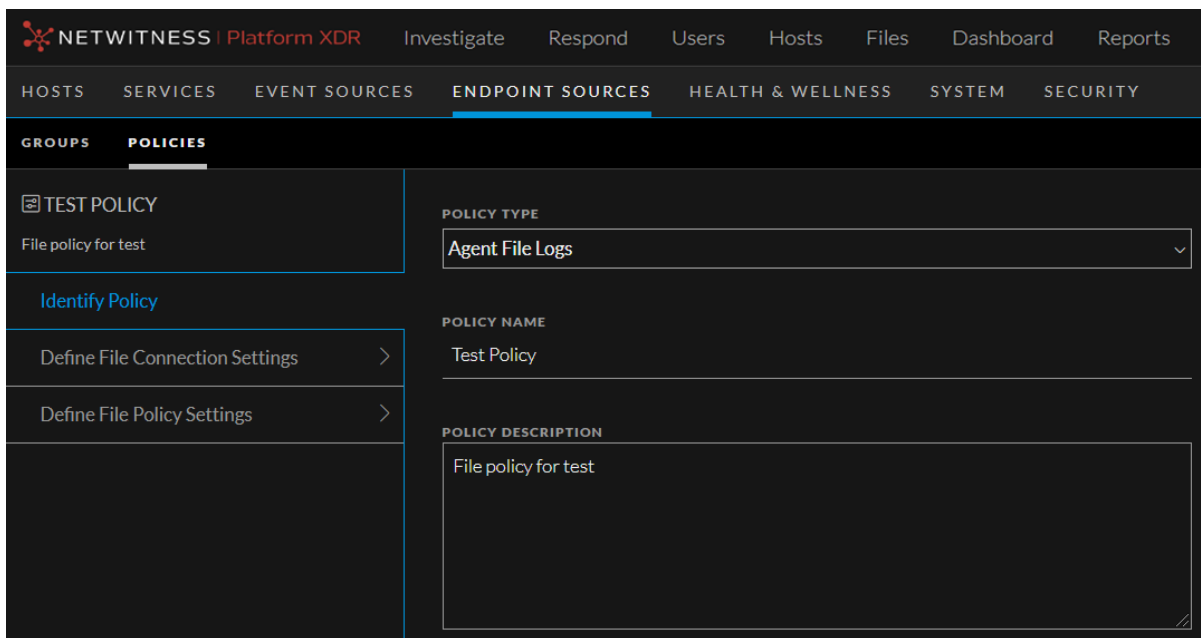 NETWITNESS | Platform XDR Investigate Respond Users Hosts Files Dashboard Reports
HOSTS SERVICES EVENT SOURCES ENDPOINT SOURCES HEALTH & WELLNESS SYSTEM SECURITY
GROUPS POLICIES
TEST POLICY
File policy for test
Identify Policy
Define File Connection Settings
Define File Policy Settings
POLICY TYPE
Agent File Logs
POLICY NAME
Test Policy
POLICY DESCRIPTION
File policy for test